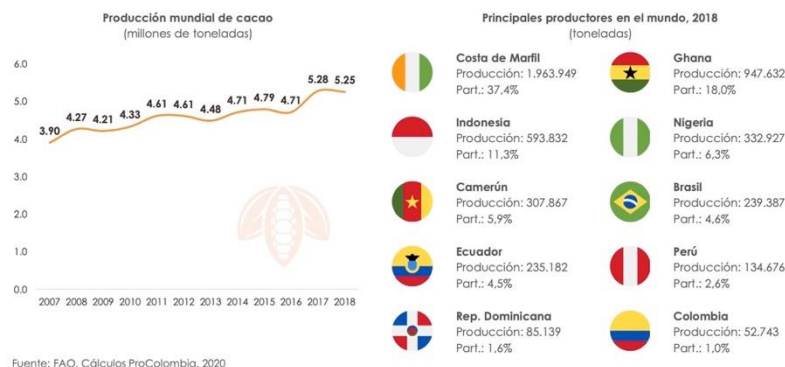 Producción mundial de cacao
(millones de toneladas)
6.0
5.0
4.0
3.0
2.0
1.0
0.0
3.90
4.27
4.21
4.33
4.61
4.61
4.48
4.71
4.79
4.71
5.28
5.25
2007 2008 2009 2010 2011 2012 2013 2014 2015 2016 2017 2018
Fuente: FAO. Cálculos ProColombia, 2020
Principales productores en el mundo, 2018
(toneladas)
Costa de Marfil
Producción: 1.963.949
Part.: 37,4%
Ghana
Producción: 947.632
Part.: 18,0%
Indonesia
Producción: 593.832
Part.: 11,3%
Nigeria
Producción: 332.927
Part.: 6,3%
Camerún
Producción: 307.867
Part.: 5,9%
Brasil
Producción: 239.387
Part.: 4,6%
Ecuador
Producción: 235.182
Part.: 4,5%
Perú
Producción: 134.676
Part.: 2,6%
Rep. Dominicana
Producción: 85.139
Part.: 1,6%
Colombia
Producción: 52.743
Part.: 1,0%